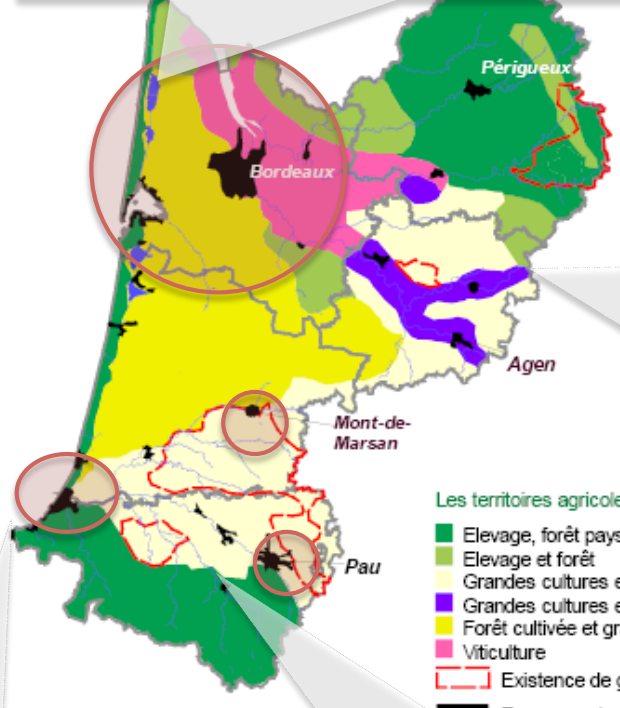 Périgueux
Bordeaux
Agen
Mont-de-
Marsan
Pau
Les territoires agricole
Elevage, forêt pays
Elevage et forêt
Grandes cultures e
Grandes cultures e
Forêt cultivée et gr
Viticulture
Existence de g